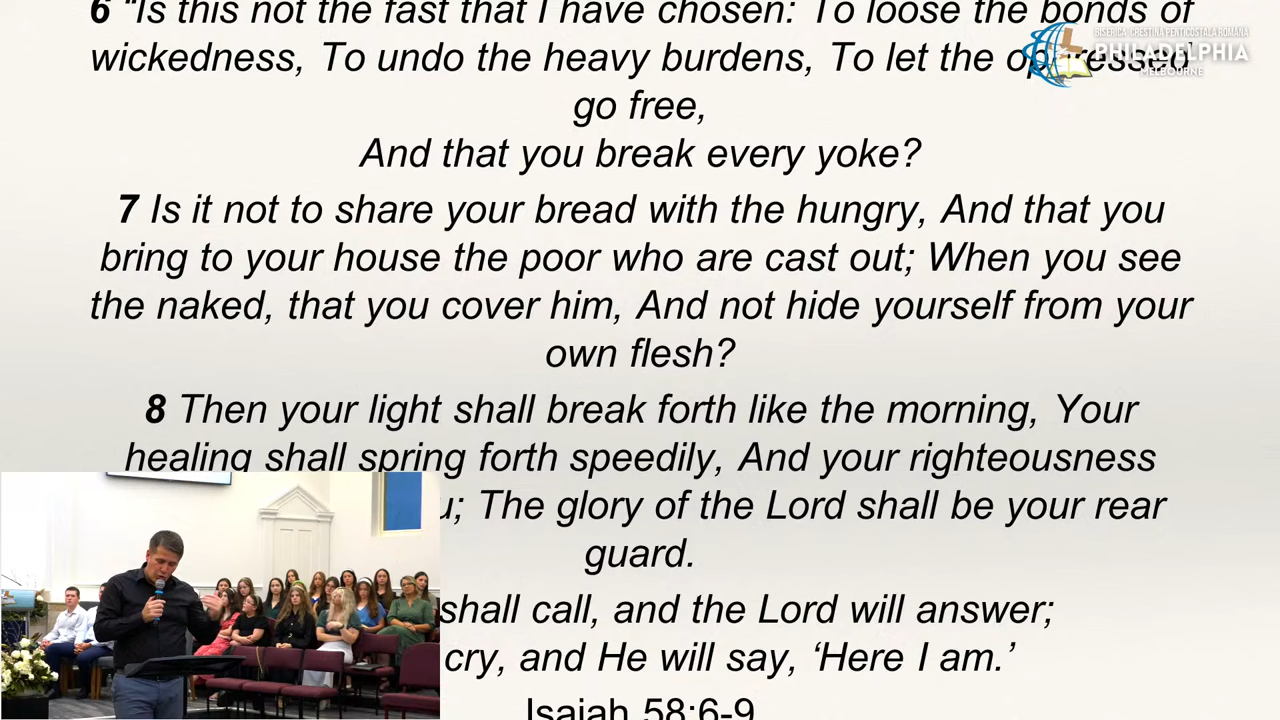 6 “Is this not the fast that I have chosen: To loose the bonds of
wickedness, To undo the heavy burdens, To let the oppressed
go free,
And that you break every yoke?
7 Is it not to share your bread with the hungry, And that you
bring to your house the poor who are cast out; When you see
the naked, that you cover him, And not hide yourself from your
own flesh?
8 Then your light shall break forth like the morning, Your
healing shall spring forth speedily, And your righteousness
; The glory of the Lord shall be your rear
guard.
shall call, and the Lord will answer;
cry, and He will say, ‘Here I am.’
Isaiah 58:6-9
BISERICA CREȘTINĂ PENTICOSTALĂ ROMÂNĂ
PHILADELPHIA
MELBOURNE